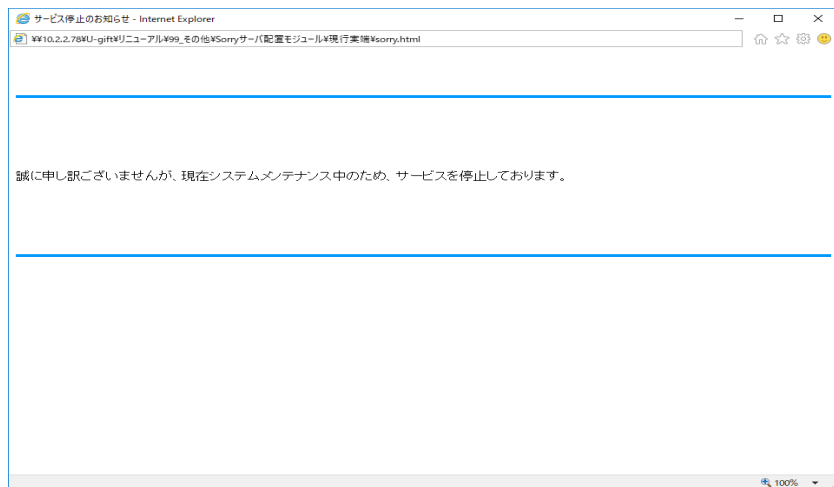 サービス停止のお知らせ - Internet Explorer
¥¥10.2.2.78¥U-gift¥リニューアル¥99_その他¥Sorryサーバ配置モジュール¥現行実端¥sorry.html
誠に申し訳ございませんが、現在システムメンテナンス中のため、サービスを停止しております。
100%